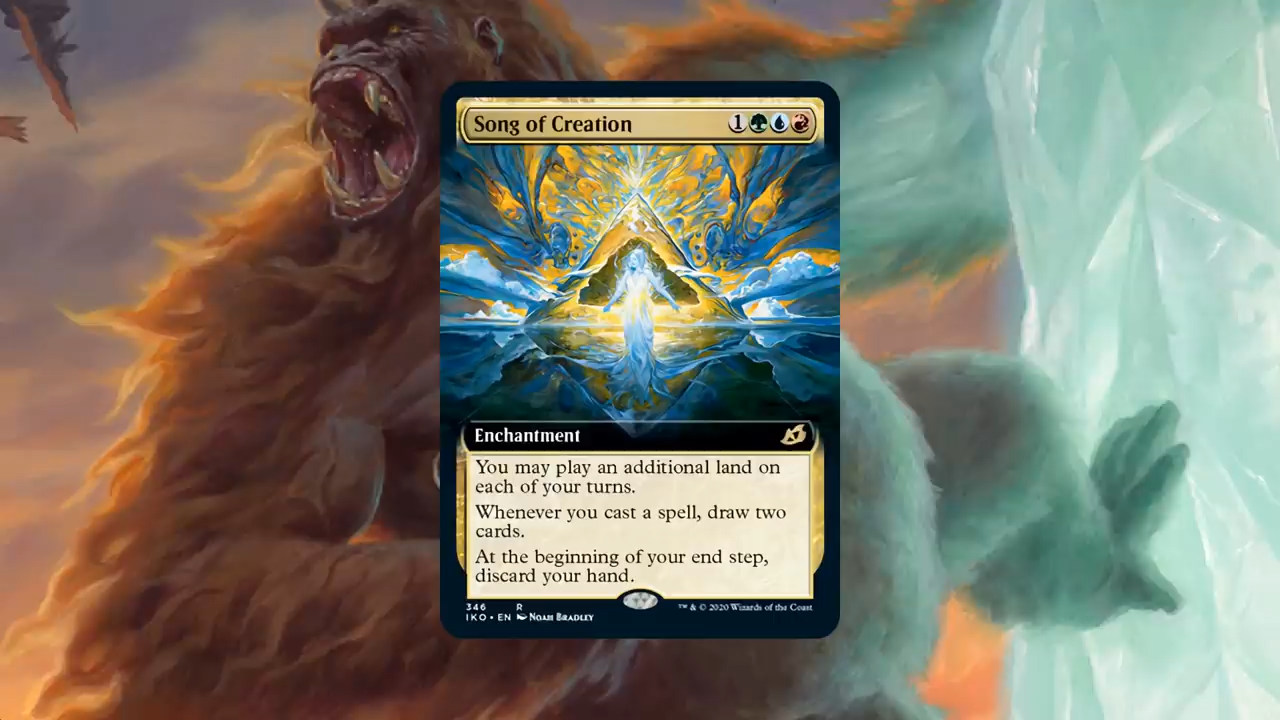 Song of Creation 1
Enchantment
You may play an additional land on
each of your turns.
Whenever you cast a spell, draw two
cards.
At the beginning of your end step,
discard your hand.
346 R ™ & © 2020 Wizards of the Coast
IKO • EN Noah Bradley